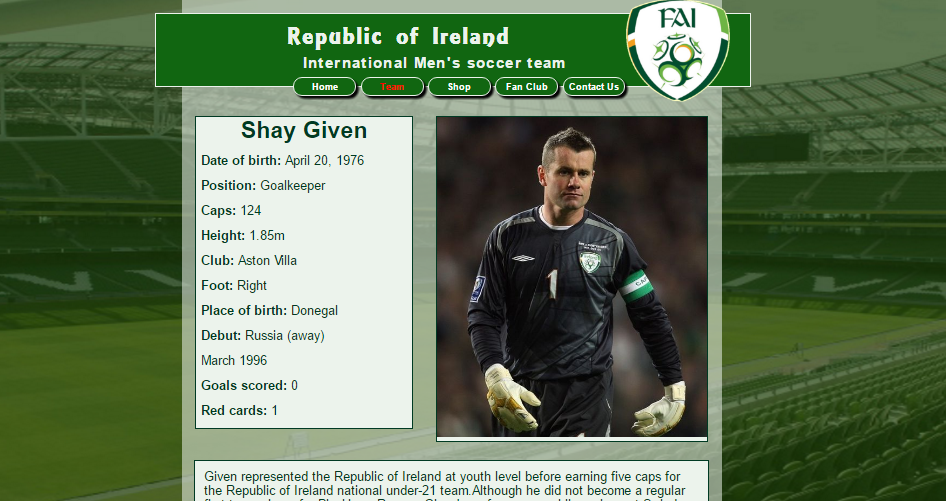 Republic of Ireland
FAI
International Men's soccer team
Home
Team
Shop
Fan Club
Contact Us
Shay Given
Date of birth: April 20, 1976
Position: Goalkeeper
Caps: 124
Height: 1.85m
Club: Aston Villa
Foot: Right
Place of birth: Donegal
Debut: Russia (away)
March 1996
Goals scored: 0
Red cards: 1
1
Given represented the Republic of Ireland at youth level before earning five caps for
the Republic of Ireland national under-21 team.Although he did not become a regular